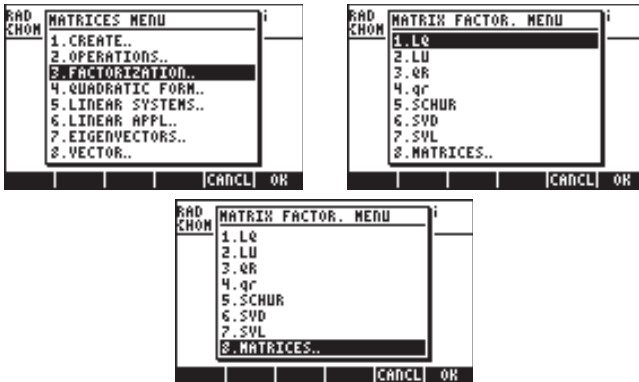 RAD
CHOM
MATRICES MENU
i
1.CREATE..
2.OPERATIONS..
3.FACTORIZATION..
4.QUADRATIC FORM..
5.LINEAR SYSTEMS..
6.LINEAR APPL..
7.EIGENVECTORS..
8.VECTOR..
CANCL OK
RAD
CHOM
MATRIX FACTOR. MENU
i
1.LQ
2.LU
3.QR
4.qr
5.SCHUR
6.SVD
7.SVL
8.MATRICES..
CANCL OK
RAD
CHOM
MATRIX FACTOR. MENU
i
1.LQ
2.LU
3.QR
4.qr
5.SCHUR
6.SVD
7.SVL
8.MATRICES..
CANCL OK